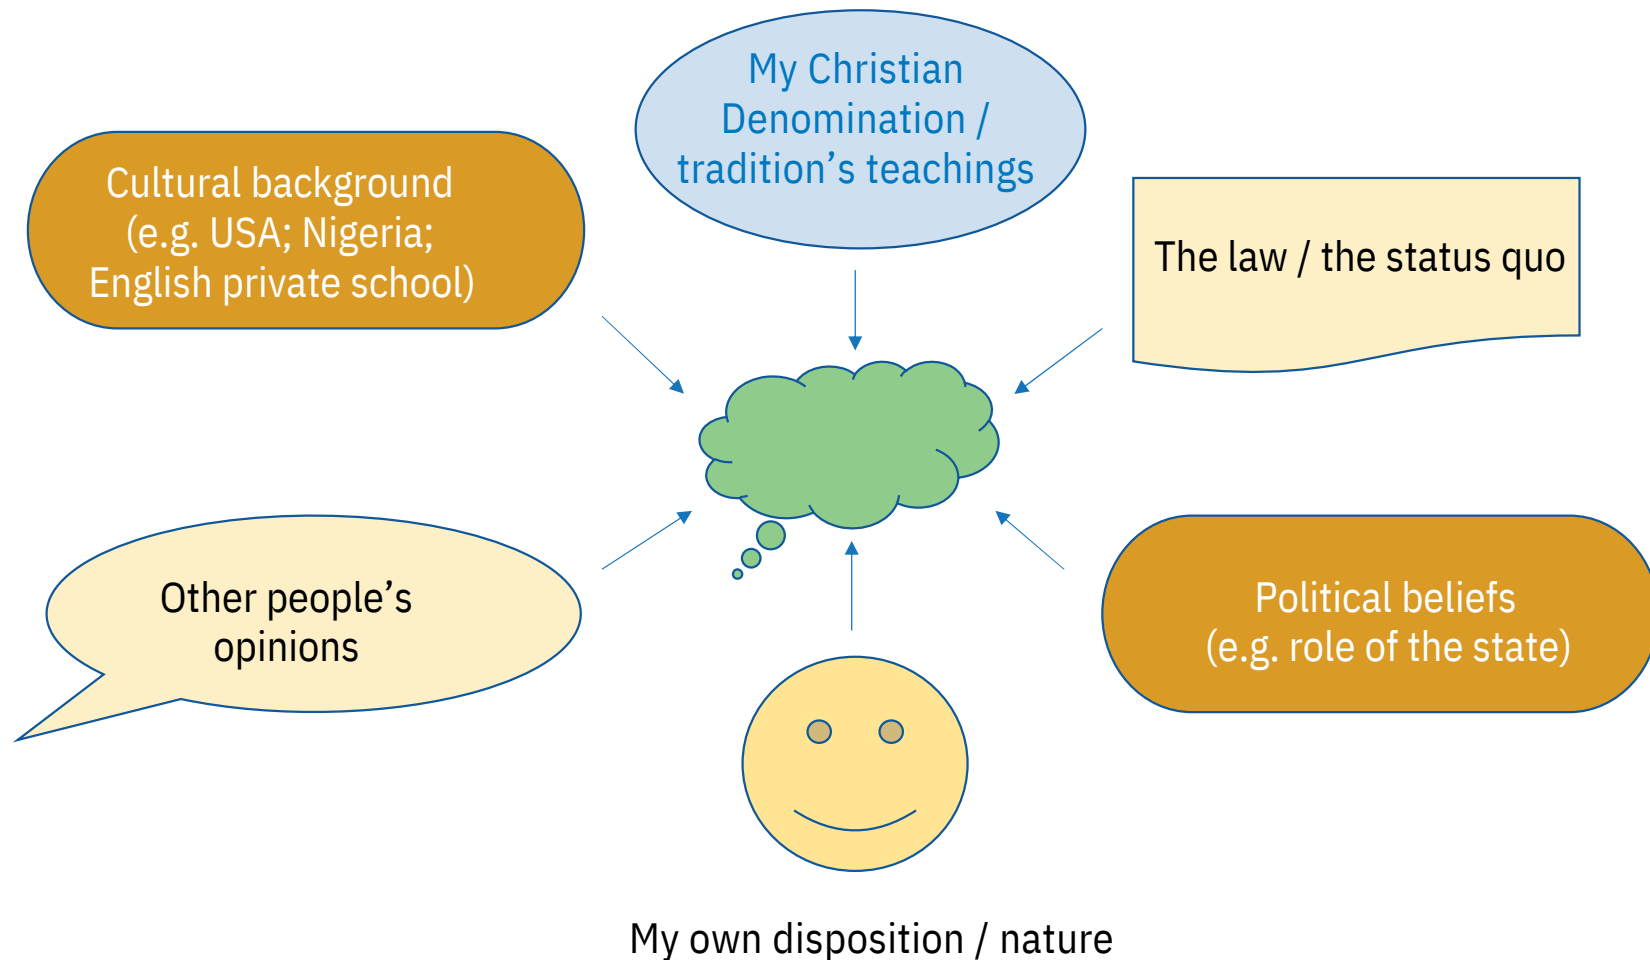 My Christian
Denomination /
tradition’s teachings
Cultural background
(e.g. USA; Nigeria;
English private school)
The law / the status quo
Other people’s
opinions
Political beliefs
(e.g. role of the state)
My own disposition / nature